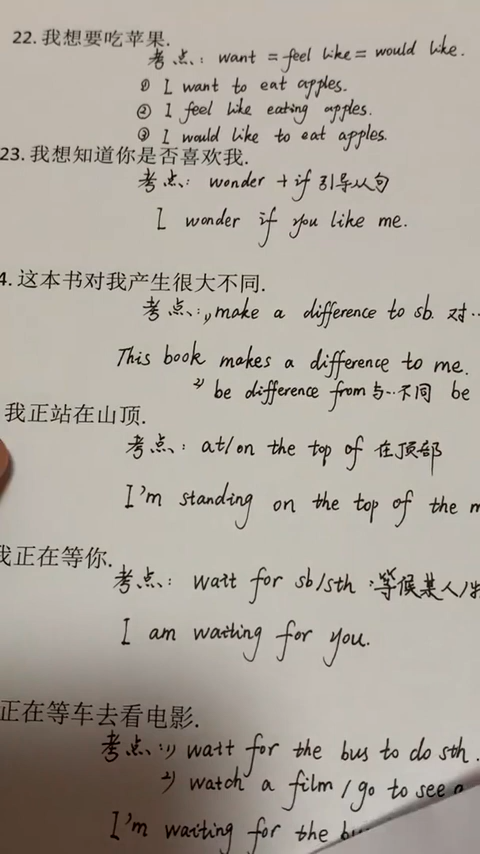 22. 我想要吃苹果.
考点: want = feel like = would like.
① I want to eat apples.
② I feel like eating apples.
③ I would like to eat apples.
23. 我想知道你是否喜欢我.
考点: wonder + if 引导从句
I wonder if you like me.
4. 这本书对我产生很大不同.
考点: 1) make a difference to sb. 对…
This book makes a difference to me.
2) be difference from 与…不同 be
我正站在山顶.
考点: at/on the top of 在顶部
I'm standing on the top of the
我正在等你.
考点: wait for sb/sth :等候某人/
I am waiting for you.
正在等车去看电影.
考点: 1) wait for the bus to do sth.
2) watch a film / go to see a
I'm waiting for the